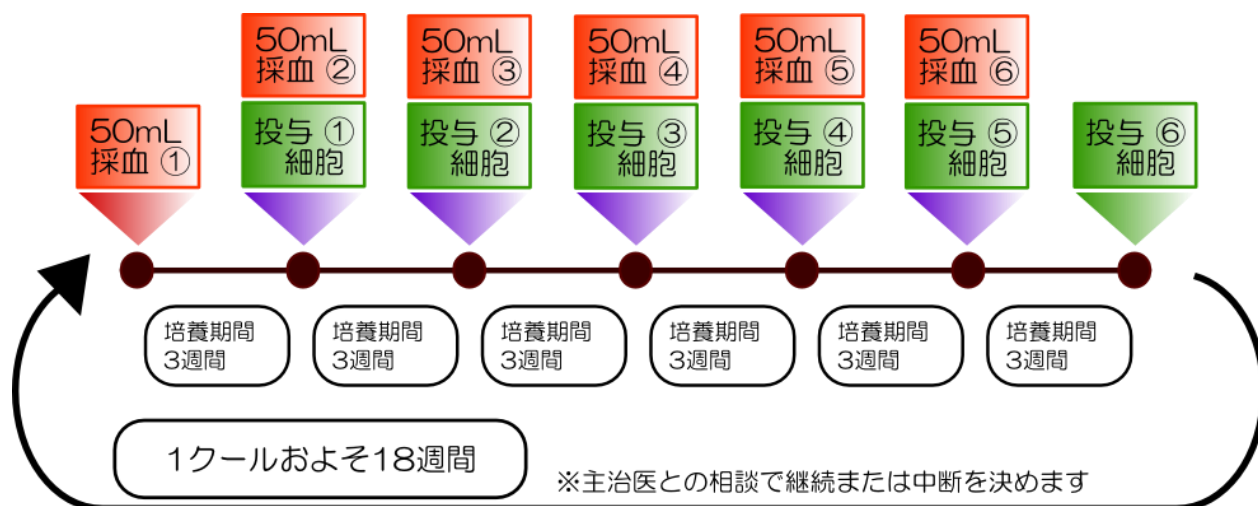 50mL
採血 ①
50mL
採血 ②
投与 ①
細胞
50mL
採血 ③
投与 ②
細胞
50mL
採血 ④
投与 ③
細胞
50mL
採血 ⑤
投与 ④
細胞
50mL
採血 ⑥
投与 ⑤
細胞
投与 ⑥
細胞
培養期間
3週間
培養期間
3週間
培養期間
3週間
培養期間
3週間
培養期間
3週間
培養期間
3週間
1クールおよそ18週間
※主治医との相談で継続または中断を決めます